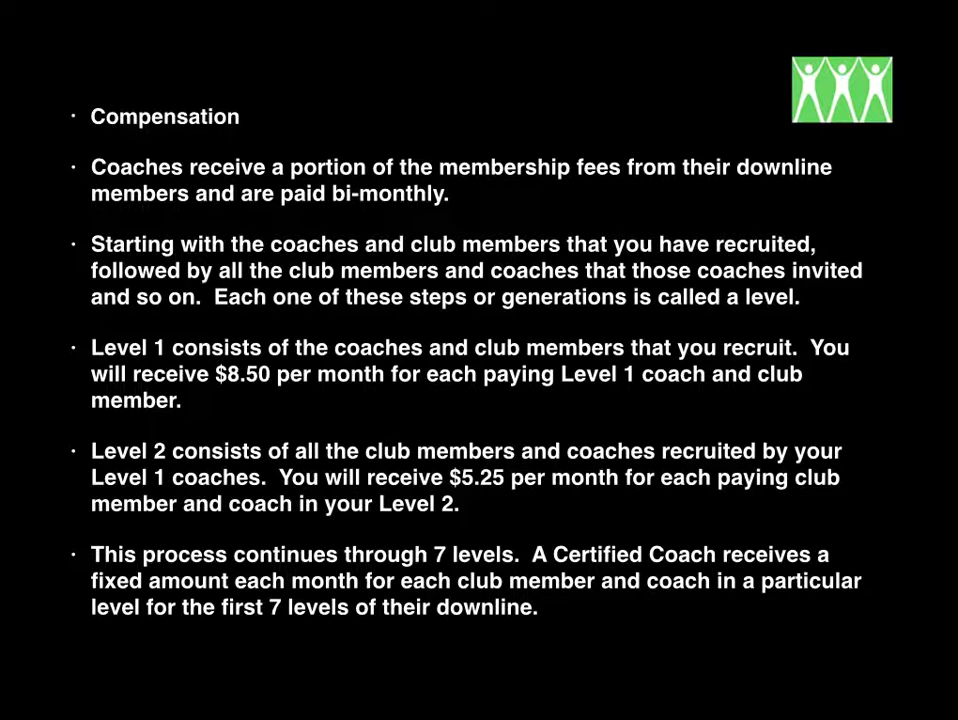 · Compensation
· Coaches receive a portion of the membership fees from their downline
members and are paid bi-monthly.
· Starting with the coaches and club members that you have recruited,
followed by all the club members and coaches that those coaches invited
and so on.  Each one of these steps or generations is called a level.
· Level 1 consists of the coaches and club members that you recruit.  You
will receive $8.50 per month for each paying Level 1 coach and club
member.
· Level 2 consists of all the club members and coaches recruited by your
Level 1 coaches.  You will receive $5.25 per month for each paying club
member and coach in your Level 2.
· This process continues through 7 levels.  A Certified Coach receives a
fixed amount each month for each club member and coach in a particular
level for the first 7 levels of their downline.